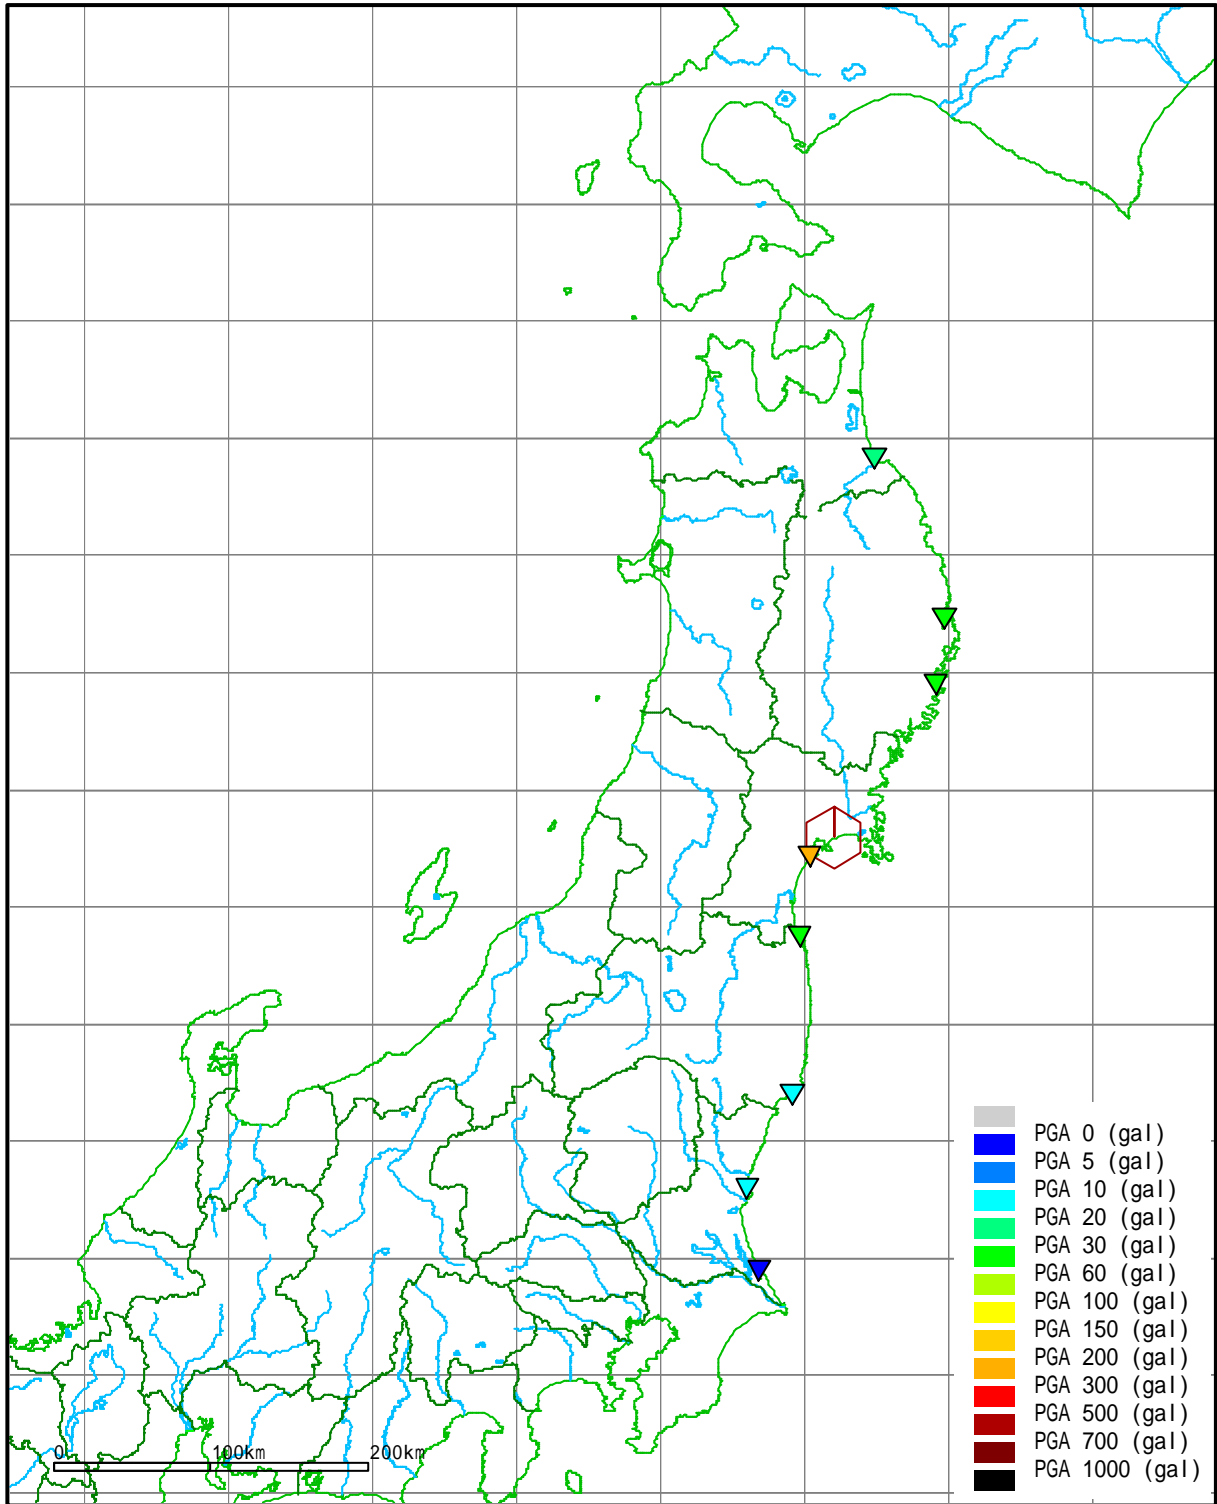 PGA 0 (gal)
PGA 5 (gal)
PGA 10 (gal)
PGA 20 (gal)
PGA 30 (gal)
PGA 60 (gal)
PGA 100 (gal)
PGA 150 (gal)
PGA 200 (gal)
PGA 300 (gal)
PGA 500 (gal)
PGA 700 (gal)
PGA 1000 (gal)
0 100km 200km